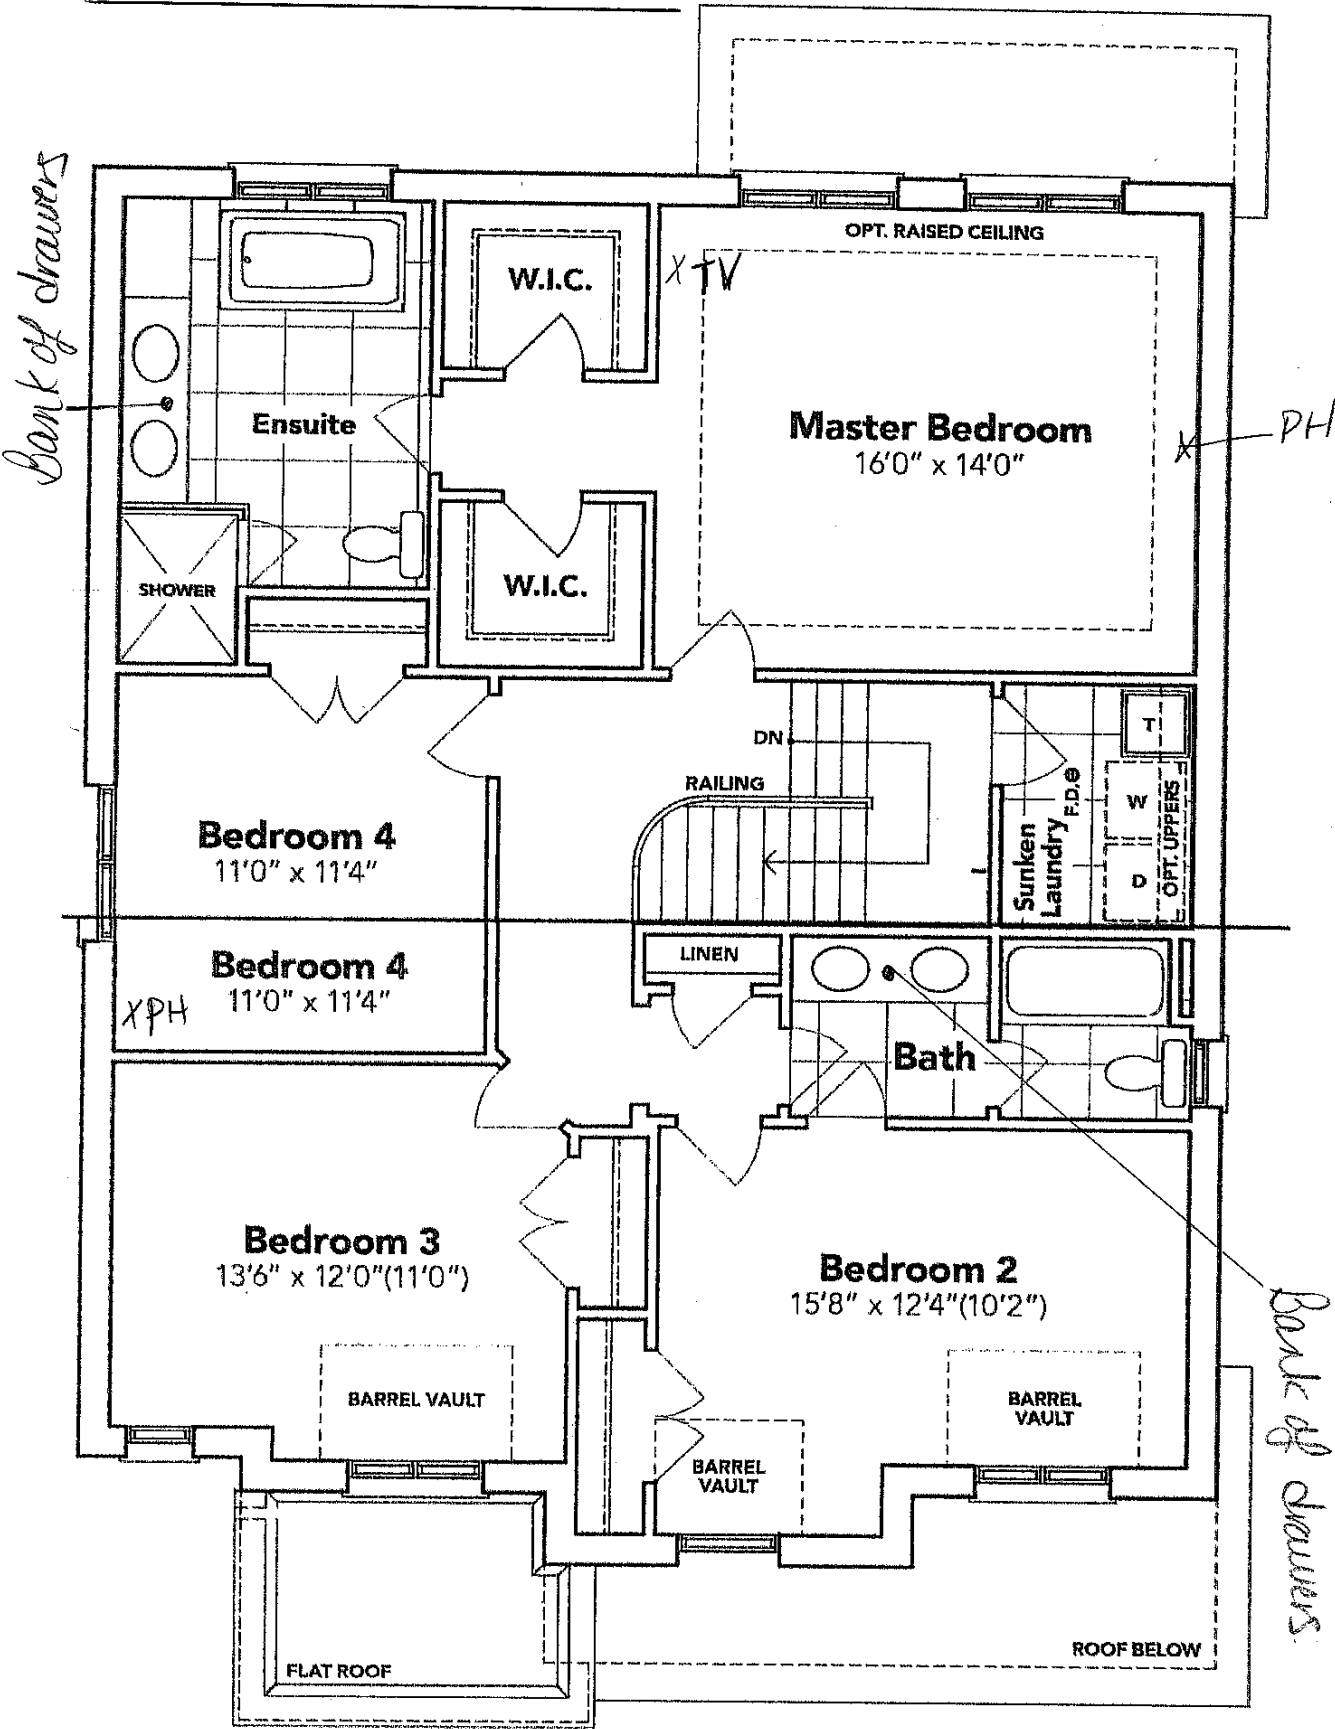 OPT. RAISED CEILING
W.I.C.
X TV
Bank of drawers
Ensuite
Master Bedroom
16'0" x 14'0"
X PH
W.I.C.
SHOWER
DN
T
RAILING
F.D.
W
OPT. UPPERS
Sunken
Laundry
D
Bedroom 4
11'0" x 11'4"
Bedroom 4
11'0" x 11'4"
XPH
LINEN
Bath
Bedroom 3
13'6" x 12'0"(11'0")
Bedroom 2
15'8" x 12'4"(10'2")
Bank of drawers
BARREL VAULT
BARREL
VAULT
BARREL
VAULT
ROOF BELOW
FLAT ROOF